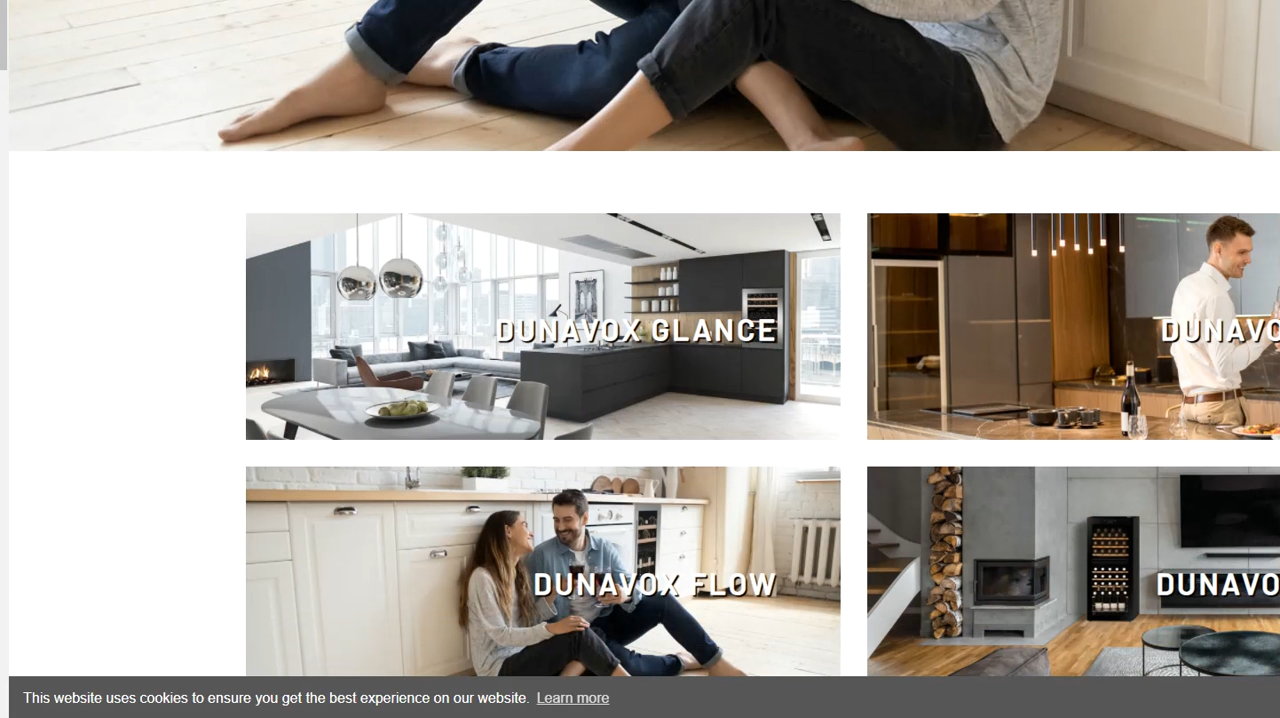 DUNAVOX GLANCE
DUNAVOX FLOW
This website uses cookies to ensure you get the best experience on our website. Learn more